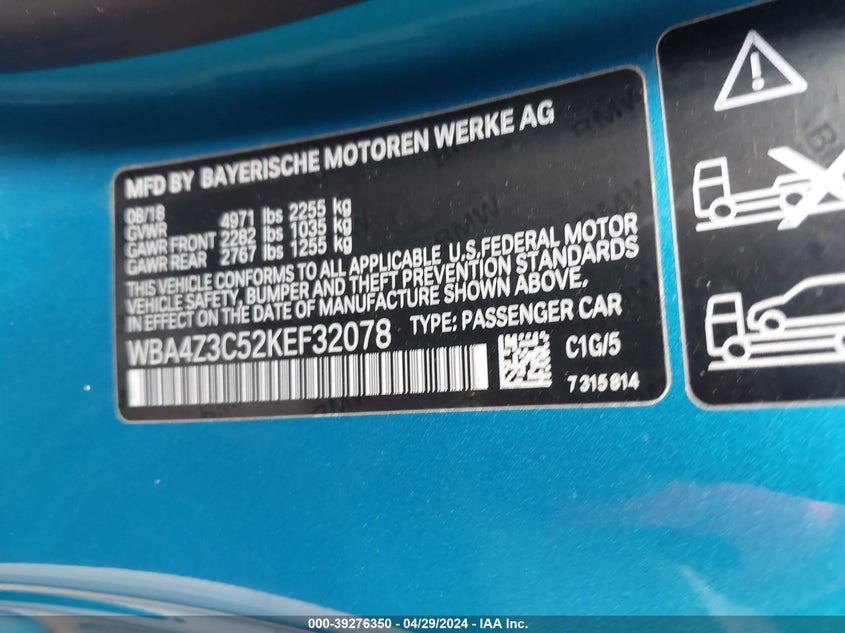 MFD BY BAYERISCHE MOTOREN WERKE AG
08/18
GVWR 4971 lbs 2255 kg
GAWR FRONT 2282 lbs 1035 kg
GAWR REAR 2767 lbs 1255 kg
THIS VEHICLE CONFORMS TO ALL APPLICABLE U.S.FEDERAL MOTOR
VEHICLE SAFETY, BUMPER AND THEFT PREVENTION STANDARDS
IN EFFECT ON THE DATE OF MANUFACTURE SHOWN ABOVE.
WBA4Z3C52KEF32078 TYPE: PASSENGER CAR
C1G/5
7315814
000-39276350 - 04/29/2024 - IAA Inc.